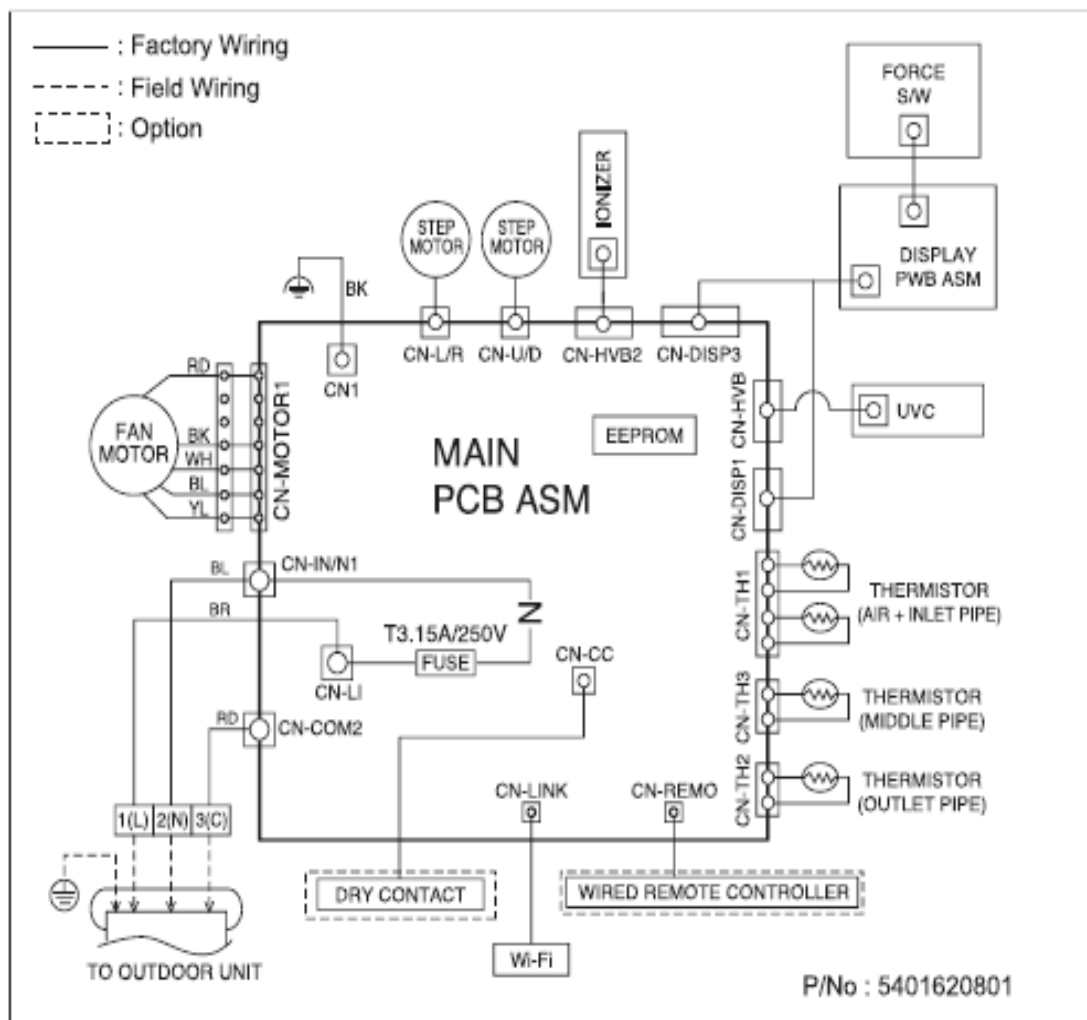 : Factory Wiring
: Field Wiring
: Option
FORCE
S/W
IONIZER
STEP
MOTOR
STEP
MOTOR
DISPLAY
PWB ASM
BK
CN-L/R
CN-U/D
CN-HVB2
CN-DISP3
CN1
RD
BK
WH
BL
YL
FAN
MOTOR
CN-MOTOR1
MAIN
PCB ASM
EEPROM
CN-HVB
UVC
CN-DISP1
CN-TH1
THERMISTOR
(AIR + INLET PIPE)
BL
CN-IN/N1
BR
N
T3.15A/250V
FUSE
CN-LI
CN-CC
RD
CN-COM2
CN-TH3
THERMISTOR
(MIDDLE PIPE)
CN-TH2
THERMISTOR
(OUTLET PIPE)
CN-LINK
CN-REMO
1(L) 2(N) 3(C)
DRY CONTACT
WIRED REMOTE CONTROLLER
Wi-Fi
TO OUTDOOR UNIT
P/No : 5401620801